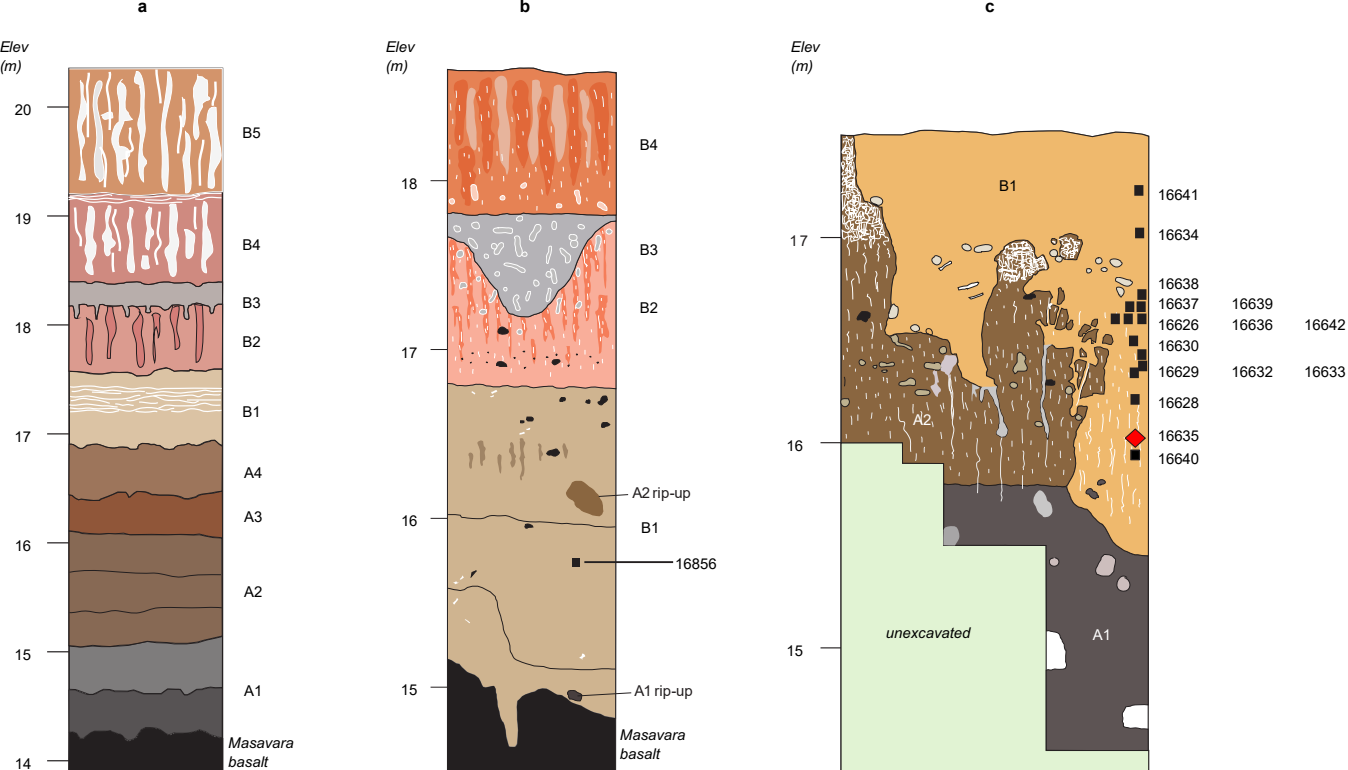 a
b
c
Elev
(m)
20
19
18
17
16
15
14
B5
B4
B3
B2
B1
A4
A3
A2
A1
Masavara
basalt
Elev
(m)
18
17
16
15
B4
B3
B2
A2 rip-up
B1
16856
A1 rip-up
Masavara
basalt
Elev
(m)
17
16
15
B1
A2
A1
unexcavated
16641
16634
16638
16637 16639
16626 16636 16642
16630
16629 16632 16633
16628
16635
16640